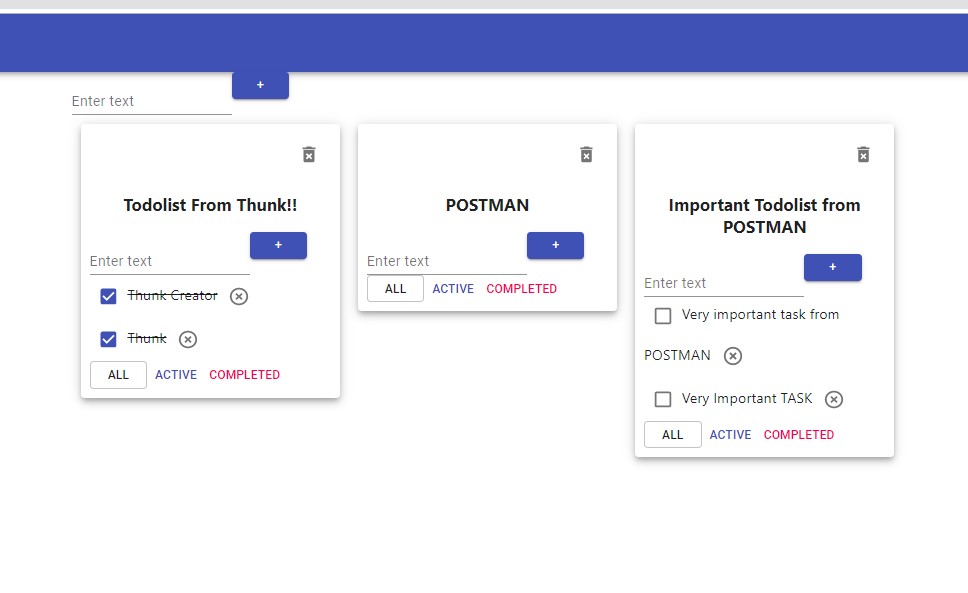 +
Enter text
Todolist From Thunk!!
+
Enter text
Thunk Creator
Thunk
ALL ACTIVE COMPLETED
POSTMAN
+
Enter text
ALL ACTIVE COMPLETED
Important Todolist from
POSTMAN
+
Enter text
Very important task from
POSTMAN
Very Important TASK
ALL ACTIVE COMPLETED